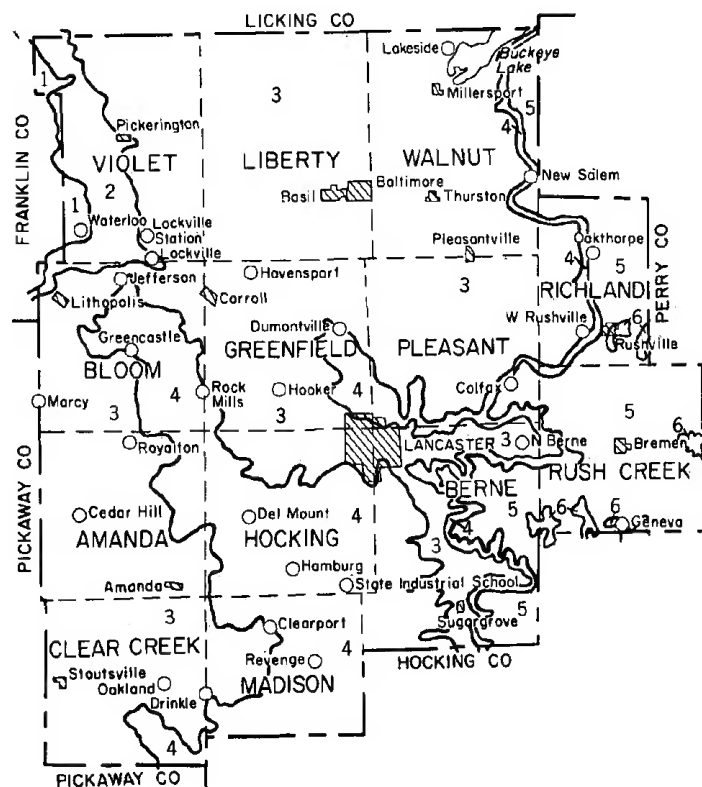 LICKING CO
Lakeside
Buckeye
Lake
1
3
Millersport
5
4
Pickerington
FRANKLIN CO
VIOLET
LIBERTY
WALNUT
2
Baltimore
New Salem
Basil
Thurston
1
Waterloo
Lockville
Station
Lockville
Pleasantville
Oakthorpe
4
5
PERRY CO
Jefferson
Havensport
3
RICHLAND
Lithopolis
Carroll
Dumontville
W Rushville
6
Rushville
Greencastle
GREENFIELD
PLEASANT
BLOOM
Marcy
4
Rock
Mills
Hooker
4
Colfax
3
3
5
6
Royalton
LANCASTER
3
N Berne
Bremen
RUSH CREEK
PICKAWAY CO
BERNE
Cedar Hill
Del Mount
4
4
5
6
6
Geneva
AMANDA
HOCKING
3
Hamburg
Amanda
State Industrial School
5
3
Sugargrove
CLEAR CREEK
Clearport
4
HOCKING CO
Revenge
Stoutsville
Oakland
MADISON
Drinkle
4
PICKAWAY CO